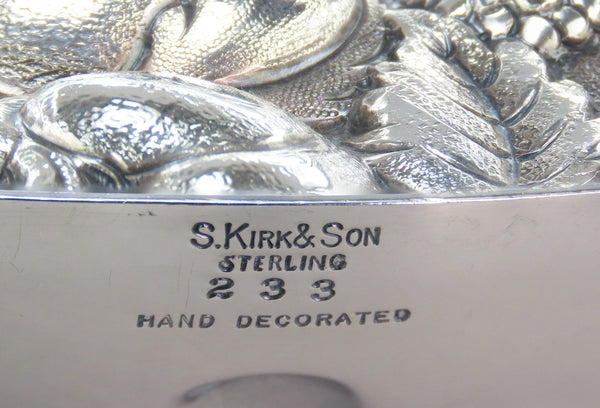 S. KIRK & SON
STERLING
233
HAND DECORATED